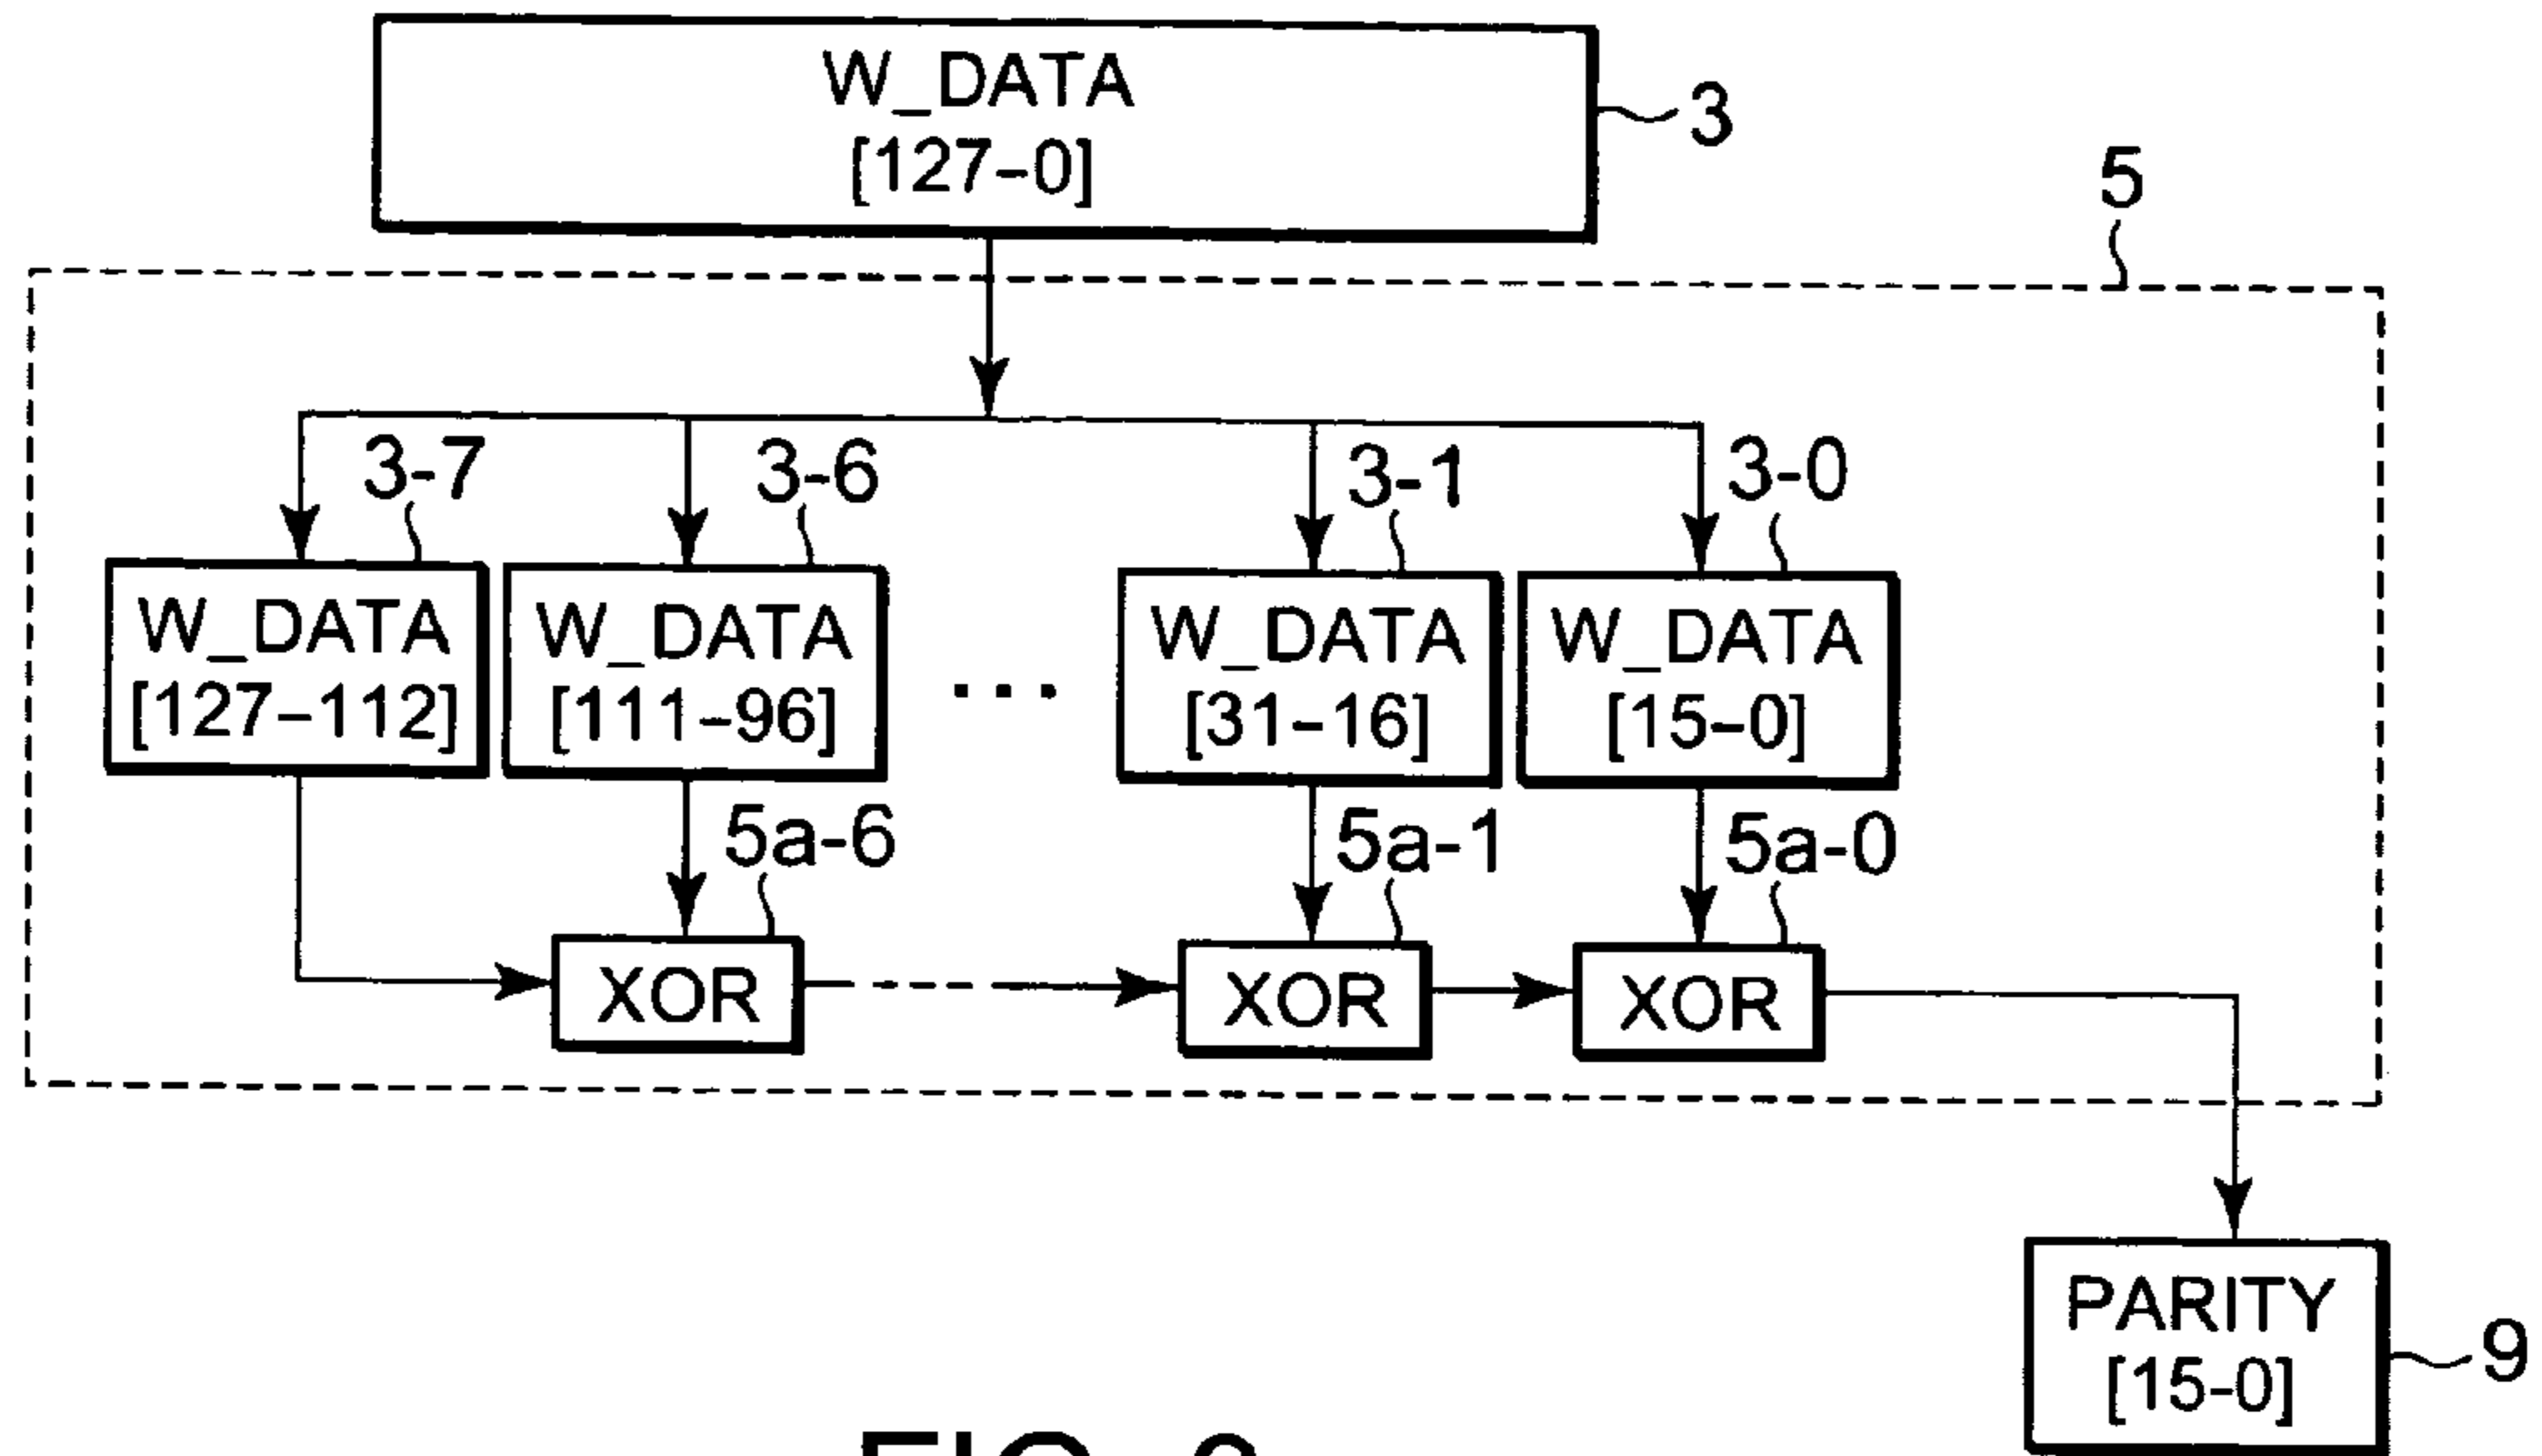 W_DATA
[127-0]
3
5
3-7
3-6
3-1
3-0
W_DATA
[127-112]
W_DATA
[111-96]
...
W_DATA
[31-16]
W_DATA
[15-0]
5a-6
5a-1
5a-0
XOR
XOR
XOR
PARITY
[15-0]
9